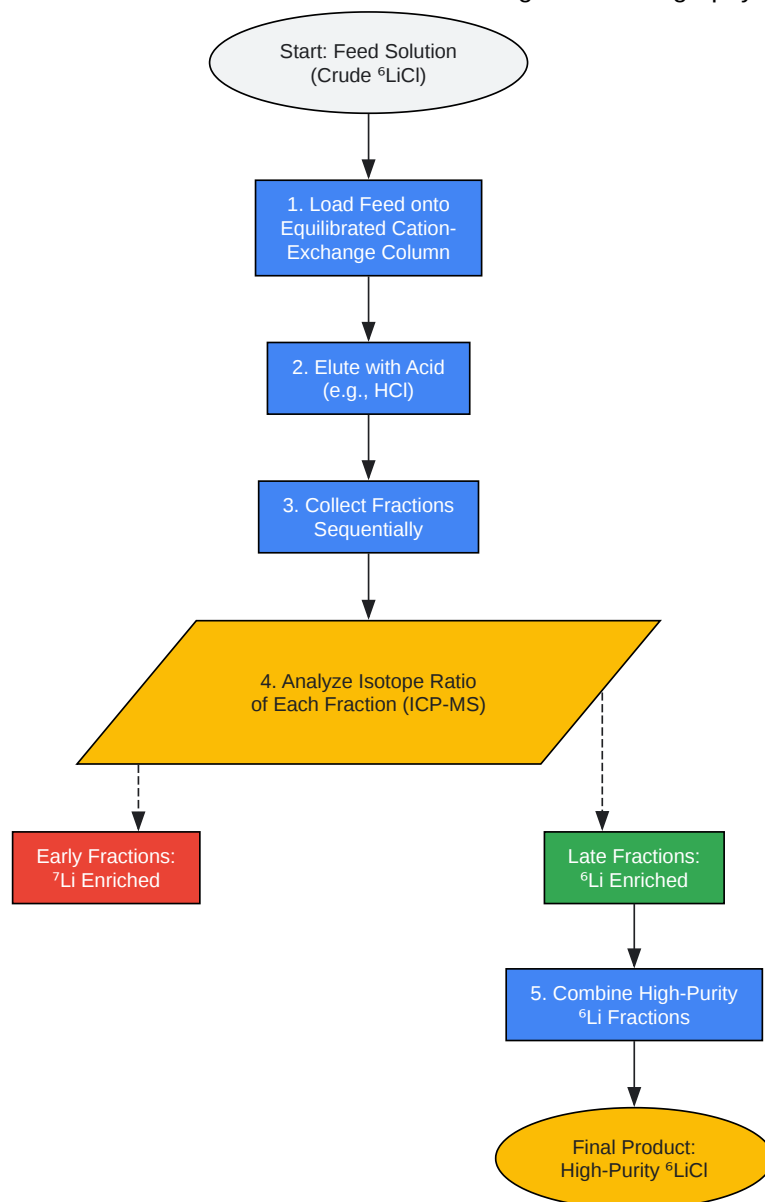 Start: Feed Solution
(Crude ⁶LiCl)
1. Load Feed onto
Equilibrated Cation-
Exchange Column
2. Elute with Acid
(e.g., HCl)
3. Collect Fractions
Sequentially
4. Analyze Isotope Ratio
of Each Fraction (ICP-MS)
Early Fractions:
⁷Li Enriched
Late Fractions:
⁶Li Enriched
5. Combine High-Purity
⁶Li Fractions
Final Product:
High-Purity ⁶LiCl